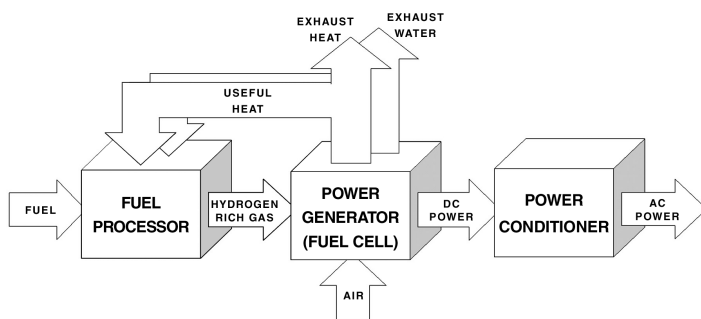 EXHAUST
HEAT
EXHAUST
WATER
USEFUL
HEAT
FUEL
FUEL
PROCESSOR
HYDROGEN
RICH GAS
POWER
GENERATOR
(FUEL CELL)
DC
POWER
POWER
CONDITIONER
AC
POWER
AIR